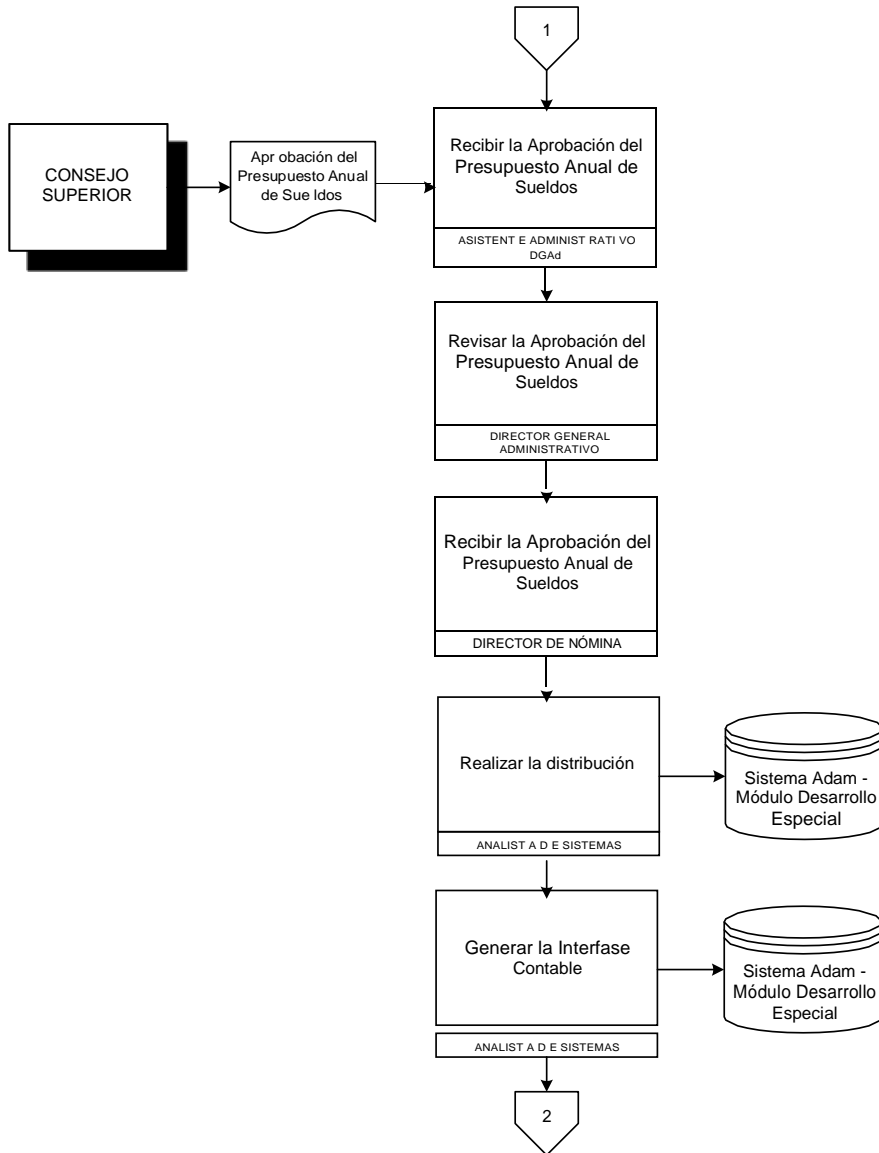 1
CONSEJO
SUPERIOR
Apr obación del
Presupuesto Anual
de Sue ldos
Recibir la Aprobación del
Presupuesto Anual de
Sueldos
ASISTENT E ADMINIST RATI VO
DGAd
Revisar la Aprobación del
Presupuesto Anual de
Sueldos
DIRECTOR GENERAL
ADMINISTRATIVO
Recibir la Aprobación del
Presupuesto Anual de
Sueldos
DIRECTOR DE NÓMINA
Realizar la distribución
ANALIST A D E SISTEMAS
Sistema Adam -
Módulo Desarrollo
Especial
Generar la Interfase
Contable
ANALIST A D E SISTEMAS
Sistema Adam -
Módulo Desarrollo
Especial
2